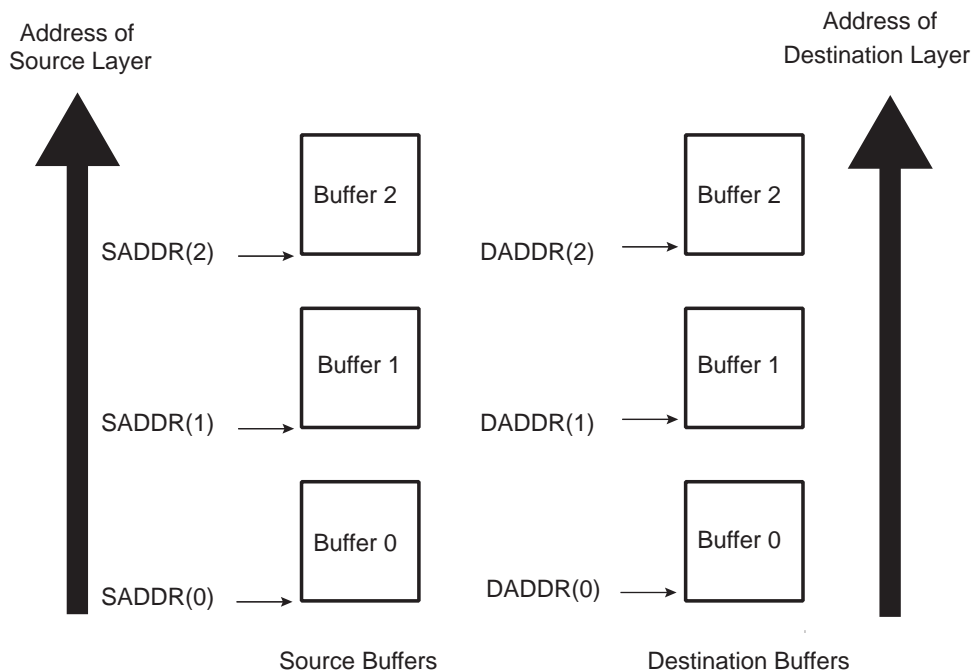 Address of
Source Layer
Address of
Destination Layer
Buffer 2
Buffer 2
SADDR(2)
DADDR(2)
Buffer 1
Buffer 1
SADDR(1)
DADDR(1)
Buffer 0
Buffer 0
SADDR(0)
DADDR(0)
Source Buffers
Destination Buffers